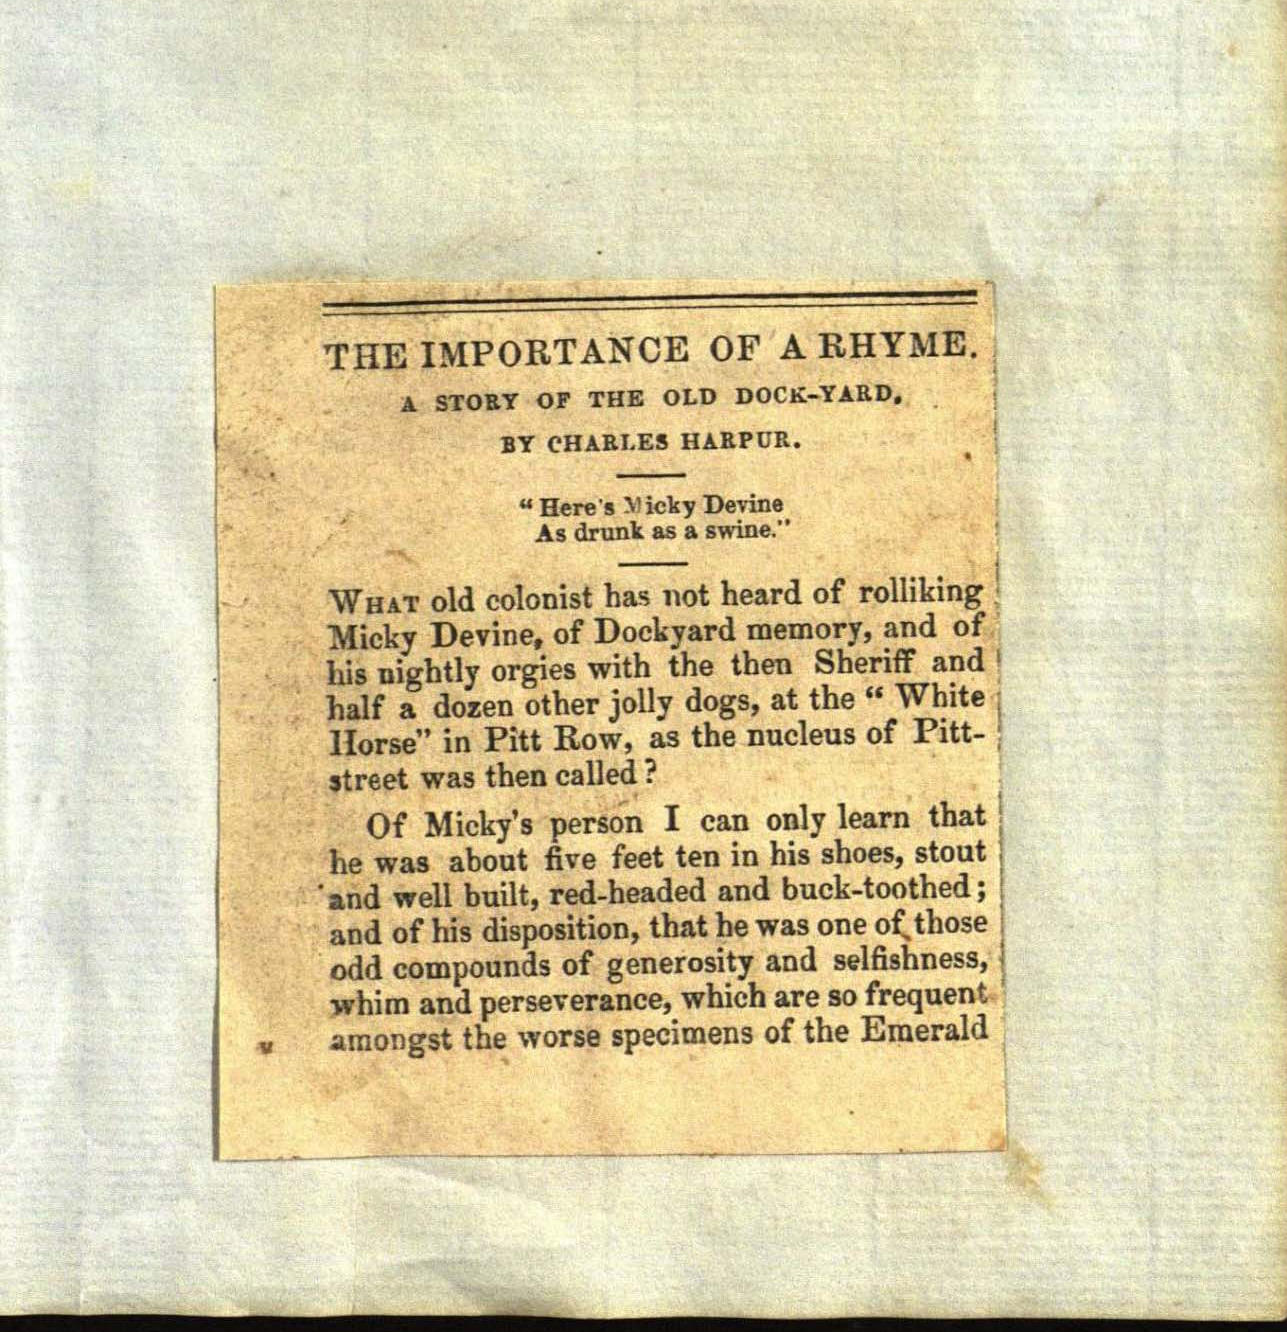 THE IMPORTANCE OF A RHYME.
A STORY OF THE OLD DOCK-YARD,
BY CHARLES HARPUR.
“ Here's Micky Devine
As drunk as a swine.”
WHAT old colonist has not heard of rolliking
Micky Devine, of Dockyard memory, and of
his nightly orgies with the then Sheriff and
half a dozen other jolly dogs, at the “ White
Horse” in Pitt Row, as the nucleus of Pitt-
street was then called ?
Of Micky's person I can only learn that
he was about five feet ten in his shoes, stout
and well built, red-headed and buck-toothed ;
and of his disposition, that he was one of those
odd compounds of generosity and selfishness,
whim and perseverance, which are so frequent
amongst the worse specimens of the Emerald